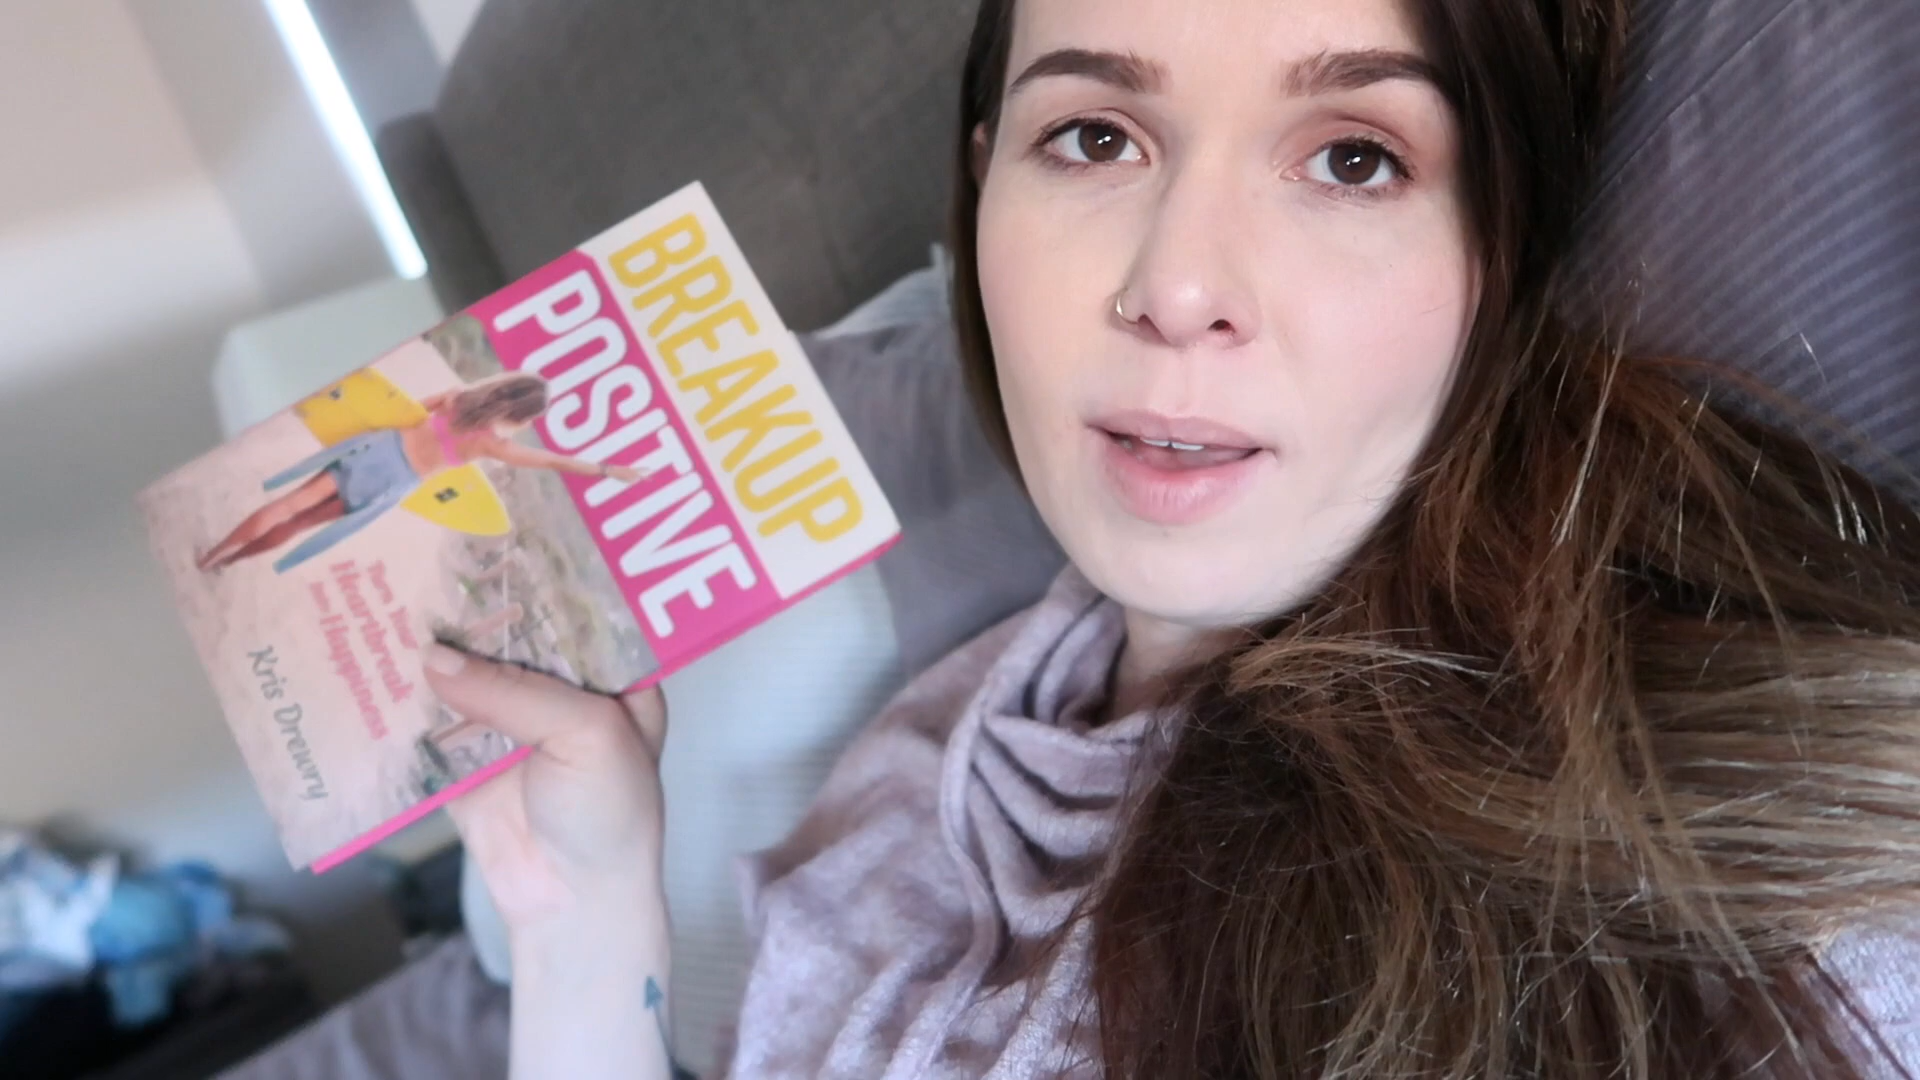 BREAKUP
POSITIVE
Turn Your
Heartbreak
into Happiness
Kris Drewry